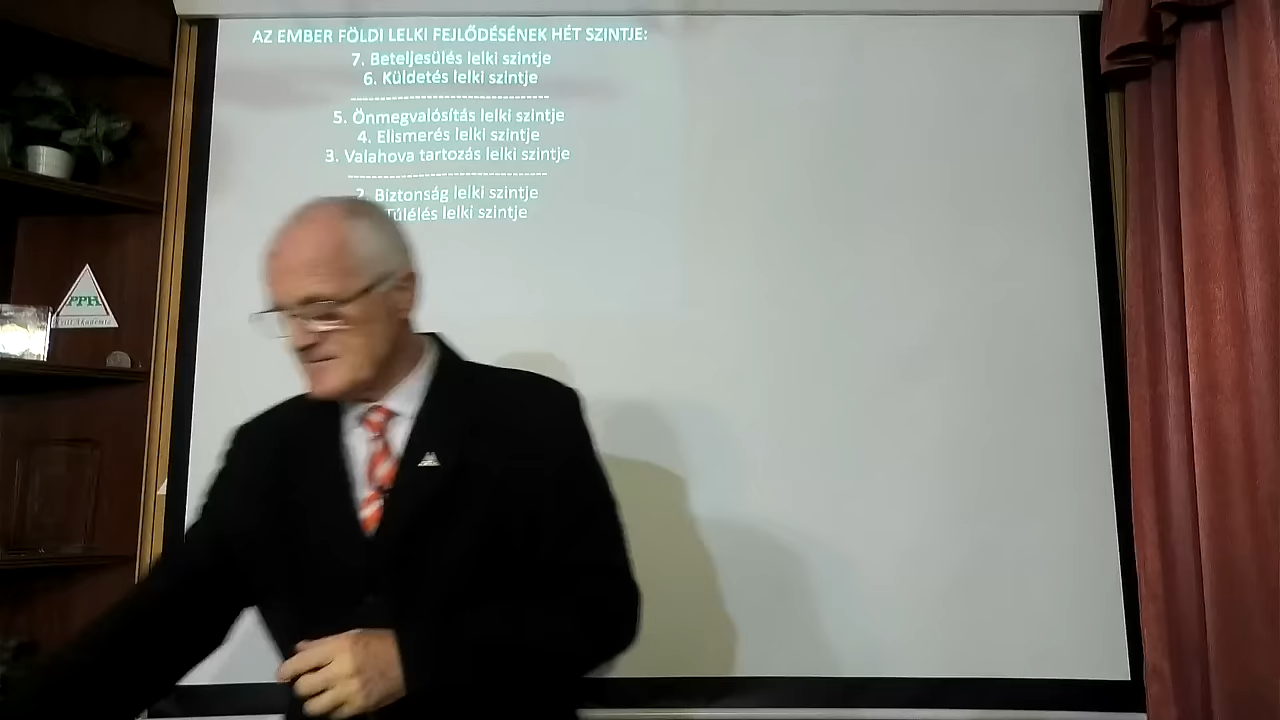 AZ EMBER FÖLDI LELKI FEJLŐDÉSÉNEK HÉT SZINTJE:
7. Beteljesülés lelki szintje
6. Küldetés lelki szintje
---------------------------------
5. Önmegvalósítás lelki szintje
4. Elismerés lelki szintje
3. Valahova tartozás lelki szintje
---------------------------------
2. Biztonság lelki szintje
Túlélés lelki szintje
PPH